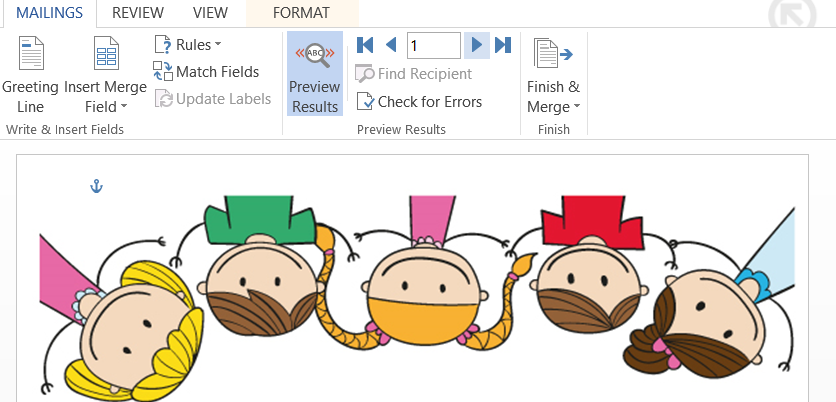 MAILINGS REVIEW VIEW FORMAT
Greeting Line
Insert Merge Field
Rules
Match Fields
Update Labels
Write & Insert Fields
«ABC»
Preview Results
1
Find Recipient
Check for Errors
Preview Results
Finish & Merge
Finish